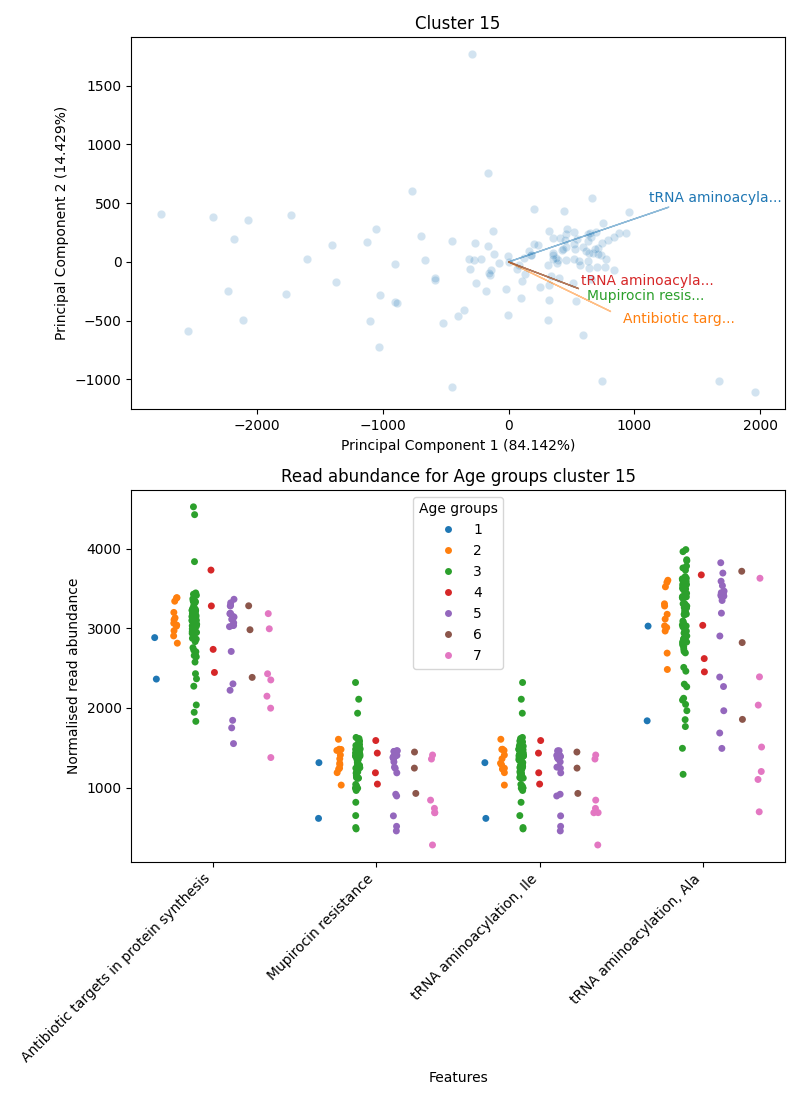 Cluster 15
Principal Component 2 (14.429%)
1500
1000
500
0
−500
−1000
tRNA aminoacyla...
tRNA aminoacyla...
Mupirocin resis...
Antibiotic targ...
−2000
−1000
0
1000
2000
Principal Component 1 (84.142%)
Read abundance for Age groups cluster 15
Normalised read abundance
4000
3000
2000
1000
Age groups
1
2
3
4
5
6
7
Antibiotic targets in protein synthesis
Mupirocin resistance
tRNA aminoacylation, Ile
tRNA aminoacylation, Ala
Features